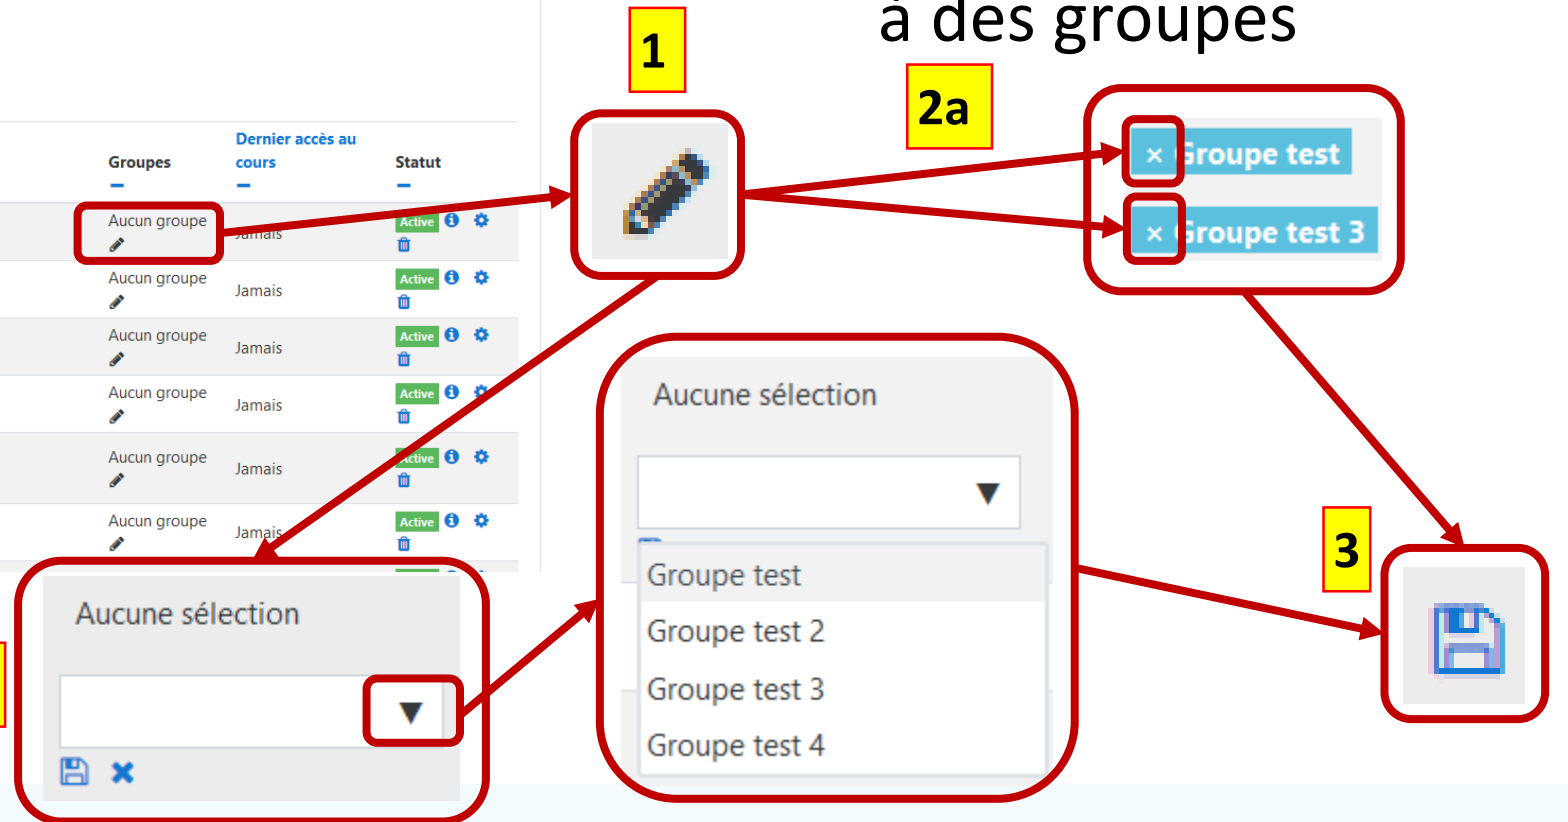 à des groupes
1
2a
× Groupe test
× Groupe test 3
Groupes
Dernier accès au
cours
Statut
Aucun groupe
Jamais
Active
Aucun groupe
Jamais
Active
Aucun groupe
Jamais
Active
Aucun groupe
Jamais
Active
Aucun groupe
Jamais
Active
Aucun groupe
Jamais
Active
Aucune sélection
Groupe test
Groupe test 2
Groupe test 3
Groupe test 4
3
Aucune sélection